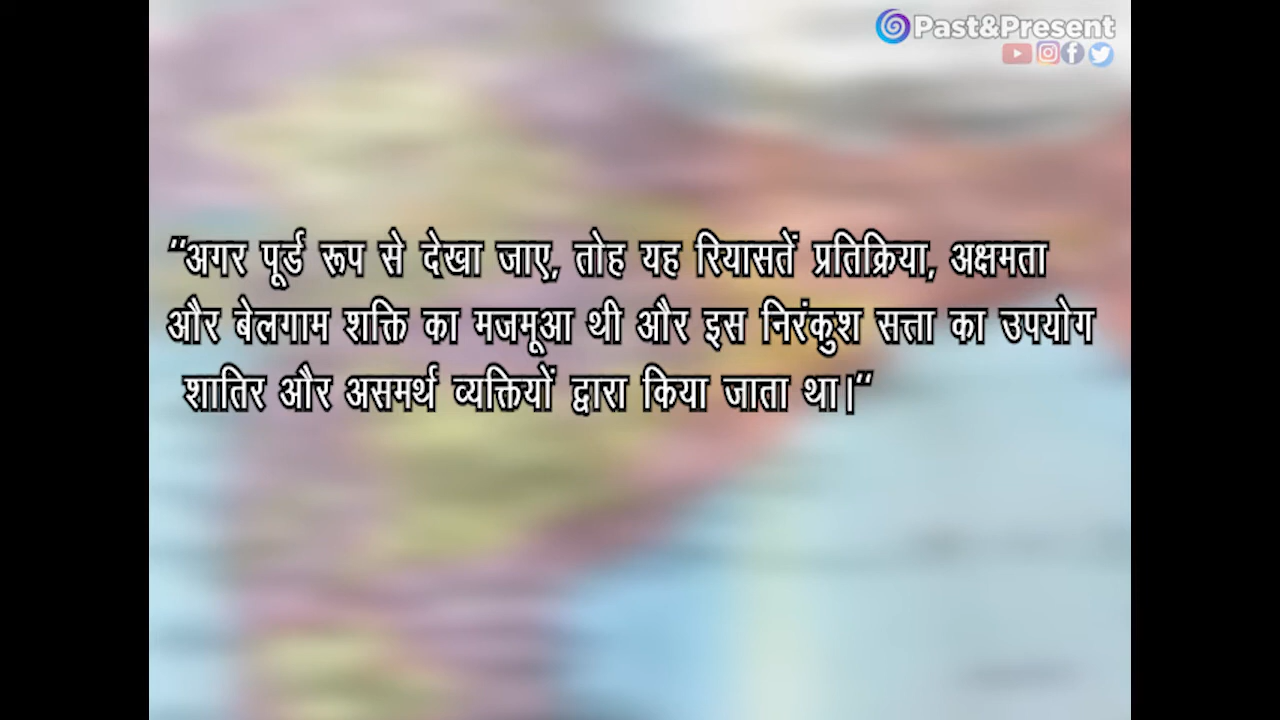 Past&Present
“अगर पूर्ड रूप से देखा जाए, तोह यह रियासतें प्रतिक्रिया, अक्षमता
और बेलगाम शक्ति का मजमूआ थी और इस निरंकुश सत्ता का उपयोग
शातिर और असमर्थ व्यक्तियों द्वारा किया जाता था|“